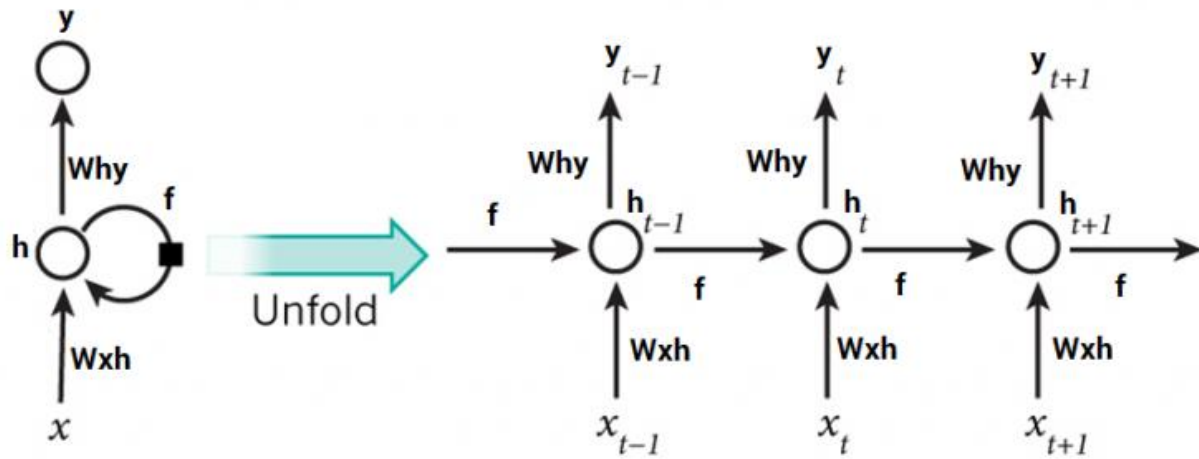 y
Why
f
h
Wxh
x
Unfold
y t-1
y t
y t+1
Why
Why
Why
f
h t-1
h t
h t+1
f
f
f
Wxh
Wxh
Wxh
x t-1
x t
x t+1